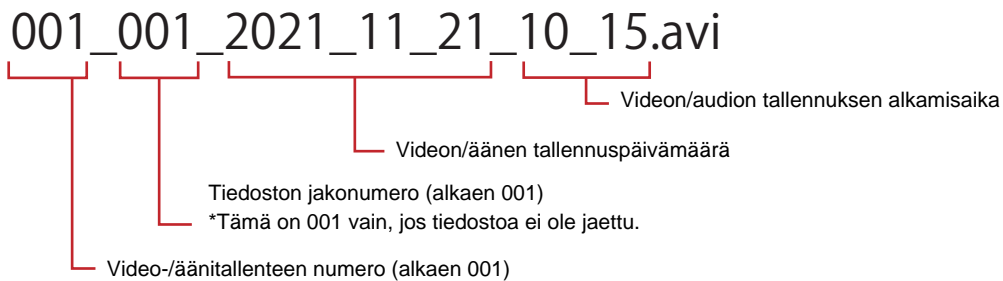 001_001_2021_11_21_10_15.avi
Videon/audion tallennuksen alkamisaika
Videon/äänen tallennuspäivämäärä
Tiedoston jakonumero (alkaen 001)
*Tämä on 001 vain, jos tiedostoa ei ole jaettu.
Video-/äänitallenteen numero (alkaen 001)